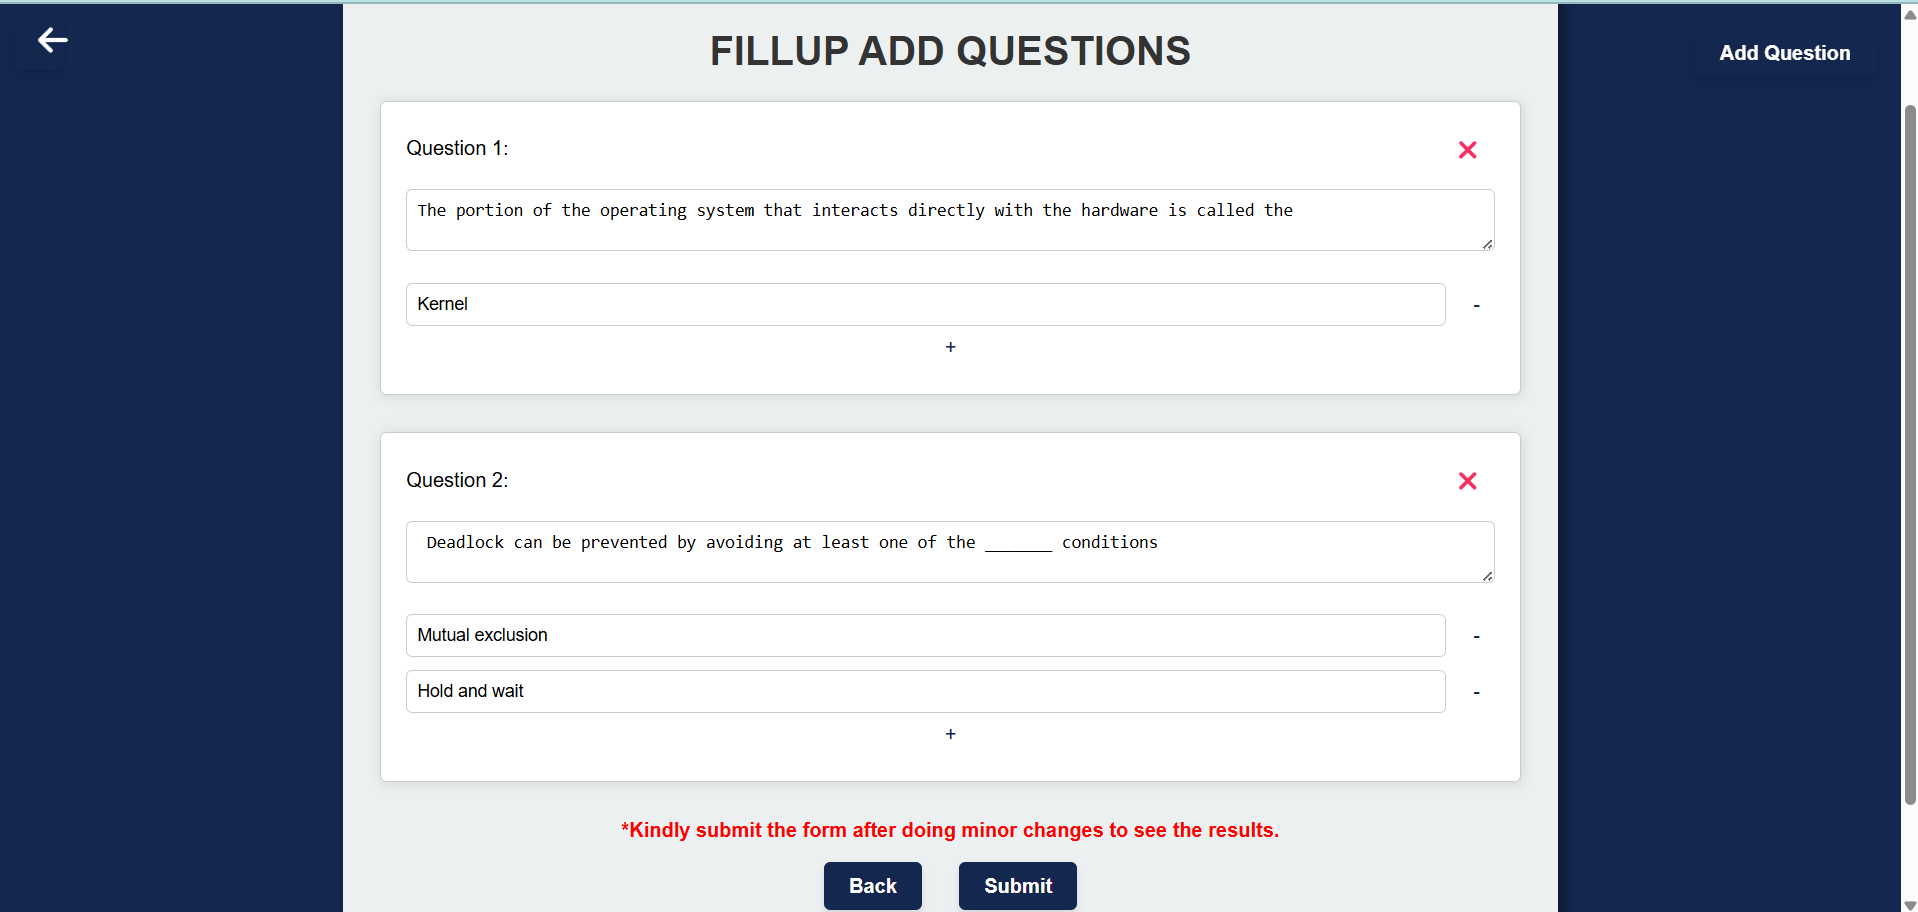 FILLUP ADD QUESTIONS
Add Question
Question 1:
The portion of the operating system that interacts directly with the hardware is called the
Kernel
-
+
Question 2:
Deadlock can be prevented by avoiding at least one of the _______ conditions
Mutual exclusion
-
Hold and wait
-
+
*Kindly submit the form after doing minor changes to see the results.
Back
Submit